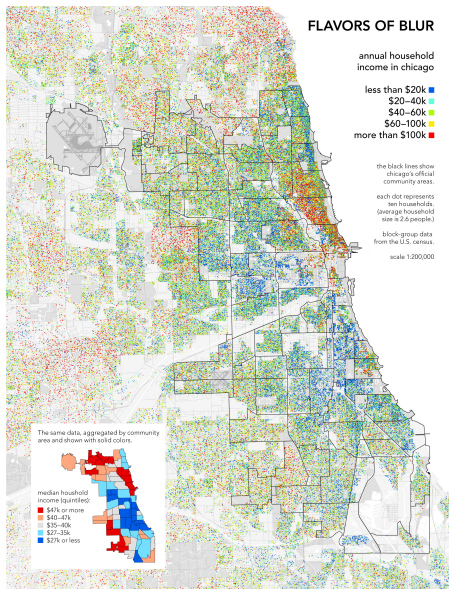 FLAVORS OF BLUR
annual household
income in chicago
less than $20k
$20–40k
$40–60k
$60–100k
more than $100k
the black lines show
chicago's official
community areas.
each dot represents
ten households.
(average household
size is 2.6 people.)
block-group data
from the U.S. census.
scale 1:200,000
The same data, aggregated by community
area and shown with solid colors.
median houshold
income (quintiles):
$47k or more
$40–47k
$35–40k
$27–35k
$27k or less